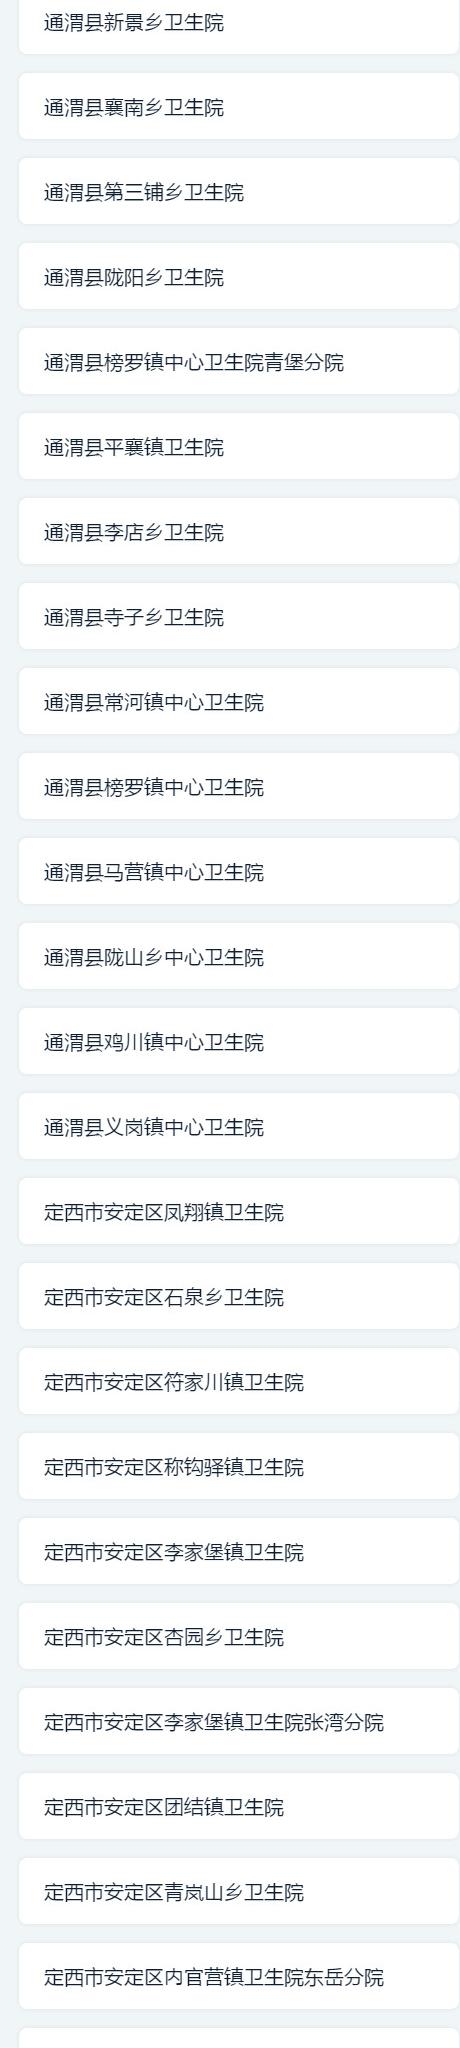 通渭县新景乡卫生院
通渭县襄南乡卫生院
通渭县第三铺乡卫生院
通渭县陇阳乡卫生院
通渭县榜罗镇中心卫生院青堡分院
通渭县平襄镇卫生院
通渭县李店乡卫生院
通渭县寺子乡卫生院
通渭县常河镇中心卫生院
通渭县榜罗镇中心卫生院
通渭县马营镇中心卫生院
通渭县陇山乡中心卫生院
通渭县鸡川镇中心卫生院
通渭县义岗镇中心卫生院
定西市安定区凤翔镇卫生院
定西市安定区石泉乡卫生院
定西市安定区符家川镇卫生院
定西市安定区称钩驿镇卫生院
定西市安定区李家堡镇卫生院
定西市安定区杏园乡卫生院
定西市安定区李家堡镇卫生院张湾分院
定西市安定区团结镇卫生院
定西市安定区青岚山乡卫生院
定西市安定区内官营镇卫生院东岳分院